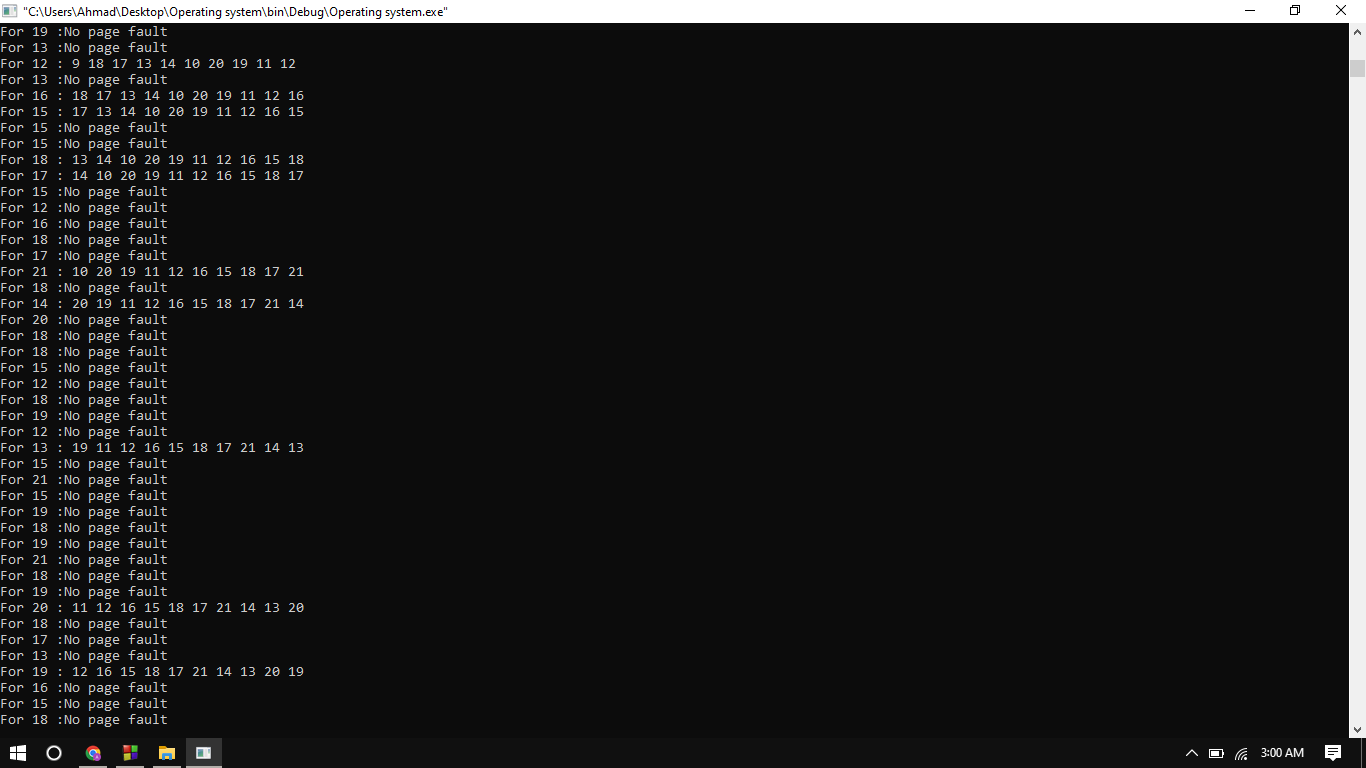 "C:\Users\Ahmad\Desktop\Operating system\bin\Debug\Operating system.exe"
For 19 :No page fault
For 13 :No page fault
For 12 : 9 18 17 13 14 10 20 19 11 12
For 13 :No page fault
For 16 : 18 17 13 14 10 20 19 11 12 16
For 15 : 17 13 14 10 20 19 11 12 16 15
For 15 :No page fault
For 15 :No page fault
For 18 : 13 14 10 20 19 11 12 16 15 18
For 17 : 14 10 20 19 11 12 16 15 18 17
For 15 :No page fault
For 12 :No page fault
For 16 :No page fault
For 18 :No page fault
For 17 :No page fault
For 21 : 10 20 19 11 12 16 15 18 17 21
For 18 :No page fault
For 14 : 20 19 11 12 16 15 18 17 21 14
For 20 :No page fault
For 18 :No page fault
For 18 :No page fault
For 15 :No page fault
For 12 :No page fault
For 18 :No page fault
For 19 :No page fault
For 12 :No page fault
For 13 : 19 11 12 16 15 18 17 21 14 13
For 15 :No page fault
For 21 :No page fault
For 15 :No page fault
For 19 :No page fault
For 18 :No page fault
For 19 :No page fault
For 21 :No page fault
For 18 :No page fault
For 19 :No page fault
For 20 : 11 12 16 15 18 17 21 14 13 20
For 18 :No page fault
For 17 :No page fault
For 13 :No page fault
For 19 : 12 16 15 18 17 21 14 13 20 19
For 16 :No page fault
For 15 :No page fault
For 18 :No page fault
3:00 AM